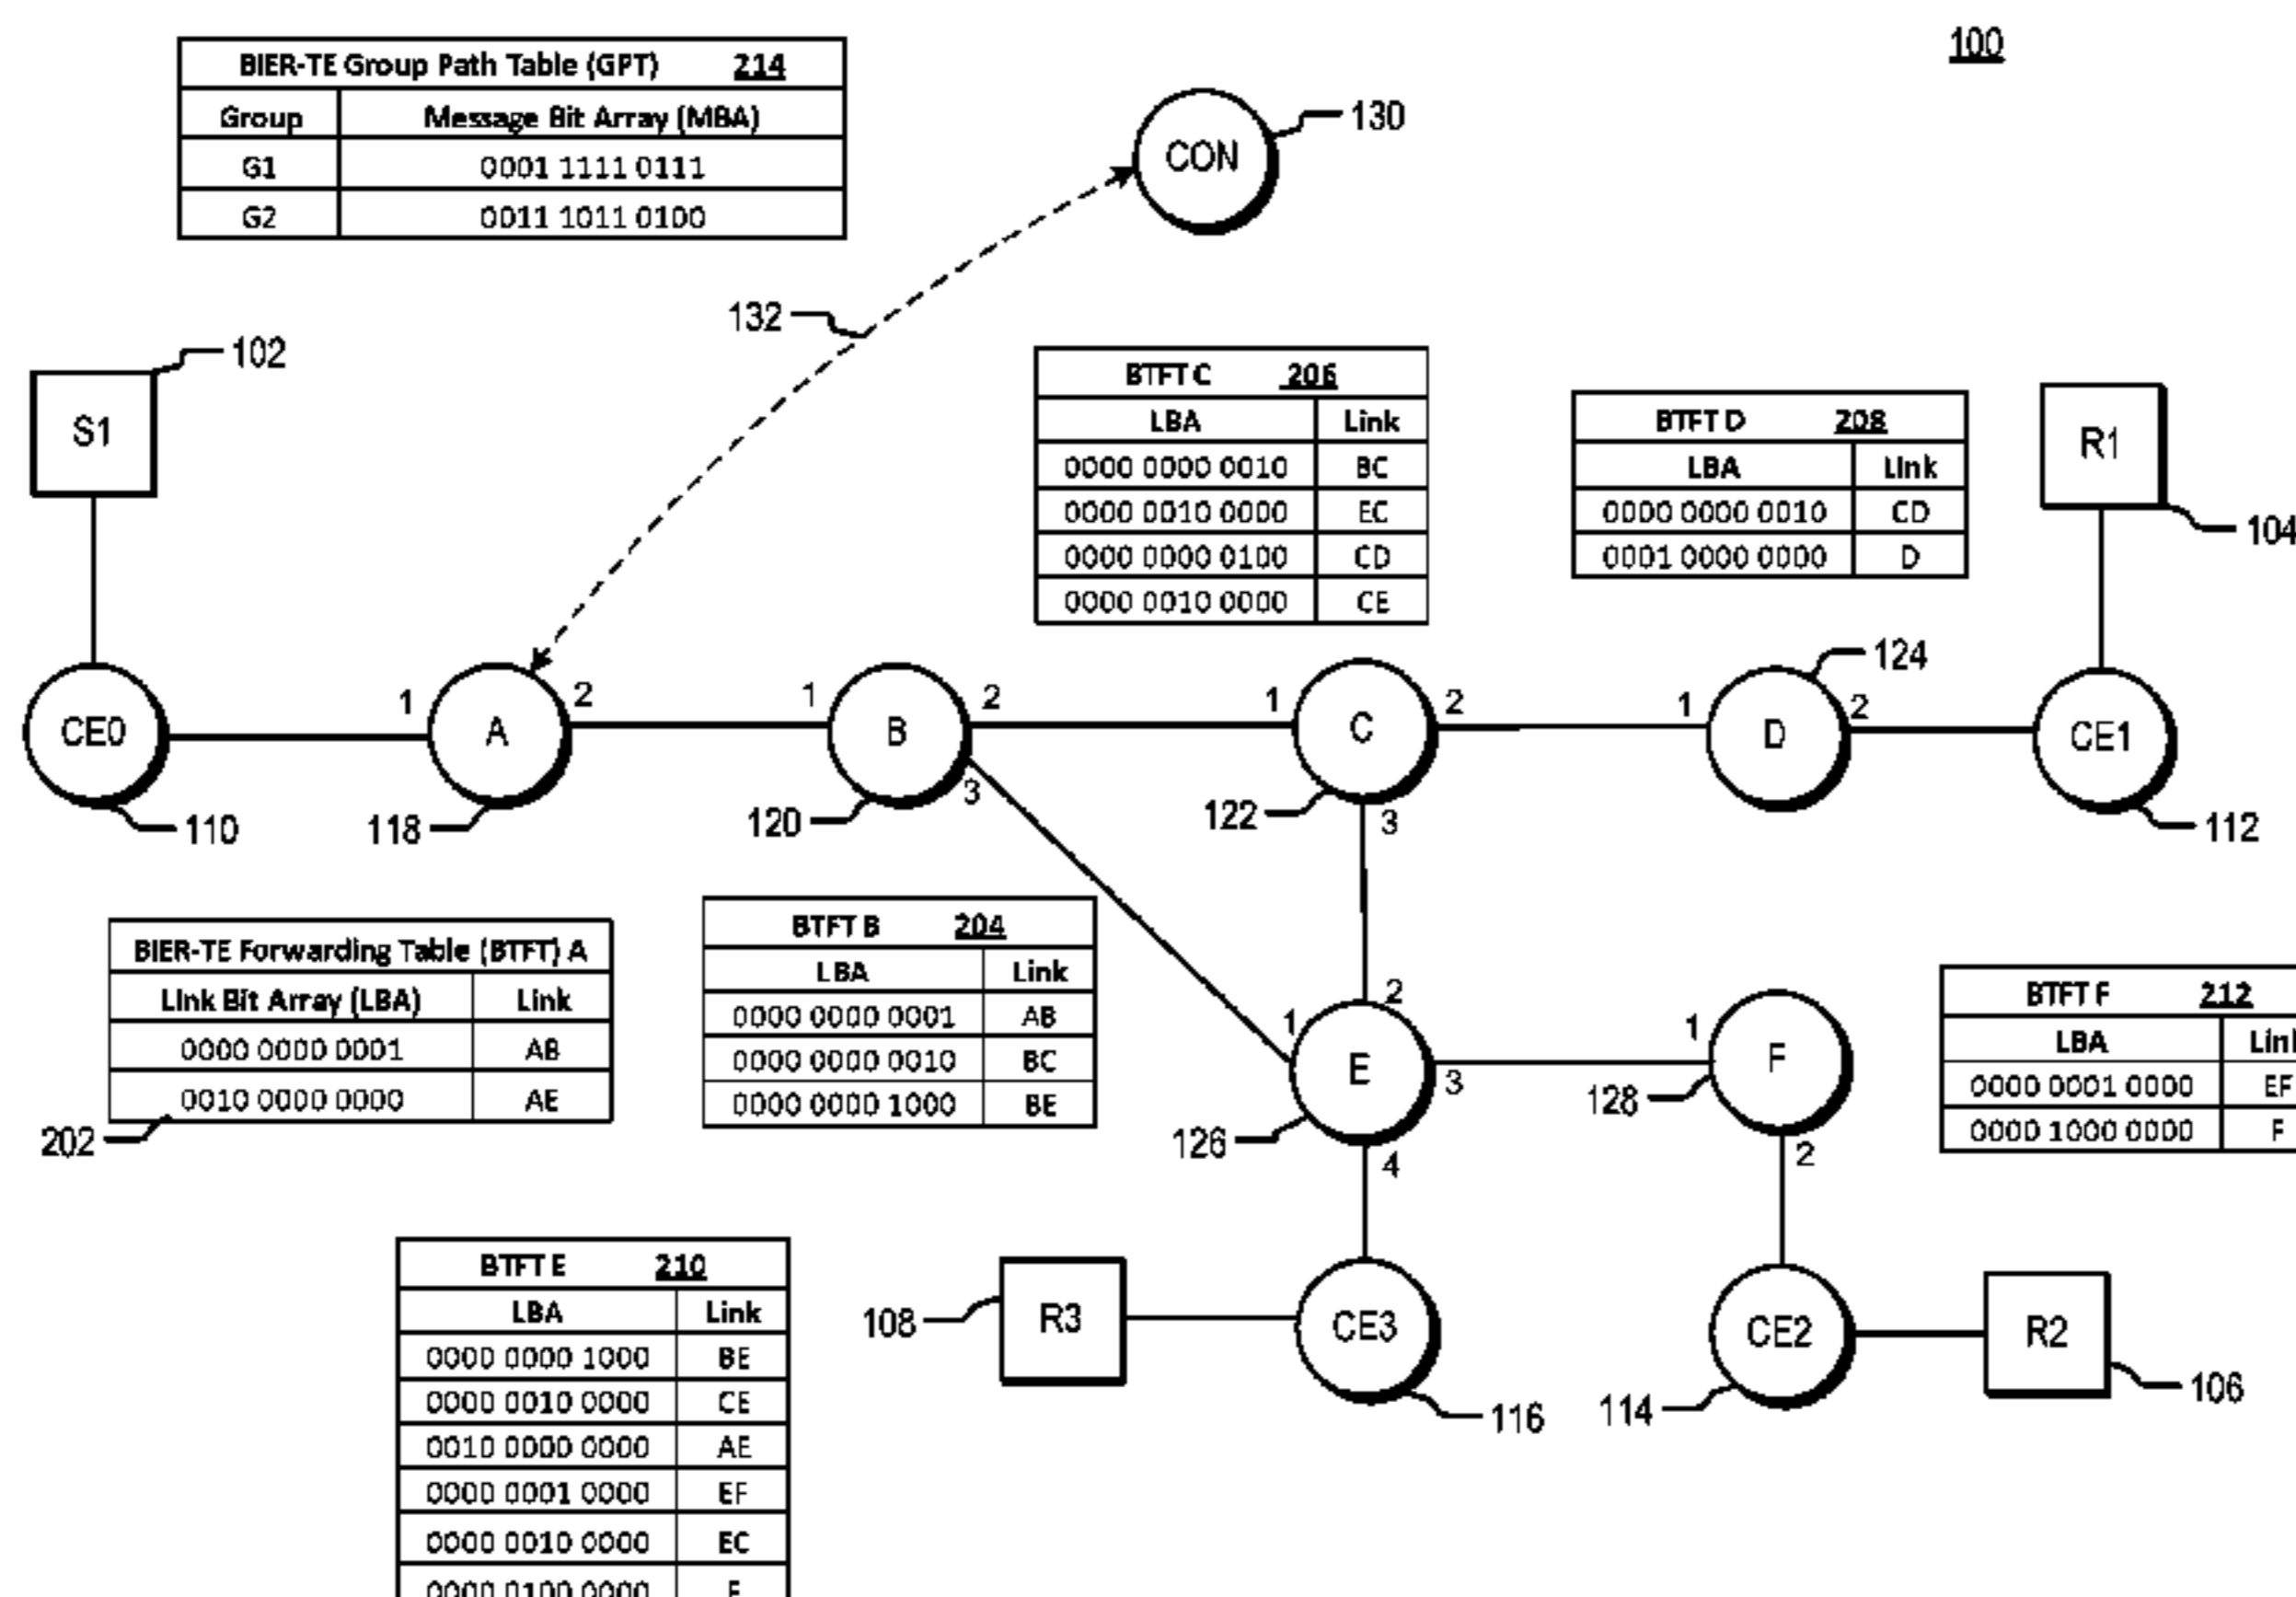 100
BIER-TE Group Path Table (GPT) 214
Group Message Bit Array (MBA)
G1 0001 1111 0111
G2 0011 1011 0100
CON
130
132
102
S1
BTFT C 206
LBA Link
0000 0000 0010 BC
0000 0010 0000 EC
0000 0000 0100 CD
0000 0010 0000 CE
BTFT D 208
LBA Link
0000 0000 0010 CD
0001 0000 0000 D
R1
104
CE0
110
1 A 2
118
1 B 2
3
120
1 C 2
3
122
1 D 2
124
CE1
112
BIER-TE Forwarding Table (BTFT) A
Link Bit Array (LBA) Link
0000 0000 0001 AB
0010 0000 0000 AE
202
BTFT B 204
LBA Link
0000 0000 0001 AB
0000 0000 0010 BC
0000 0000 1000 BE
2
1 E 3
4
126
1 F
2
128
BTFT F 212
LBA Link
0000 0001 0000 EF
0000 1000 0000 F
BTFT E 210
LBA Link
0000 0000 1000 BE
0000 0010 0000 CE
0010 0000 0000 AE
0000 0001 0000 EF
0000 0010 0000 EC
0000 0100 0000 E
108
R3
CE3
116
CE2
114
R2
106